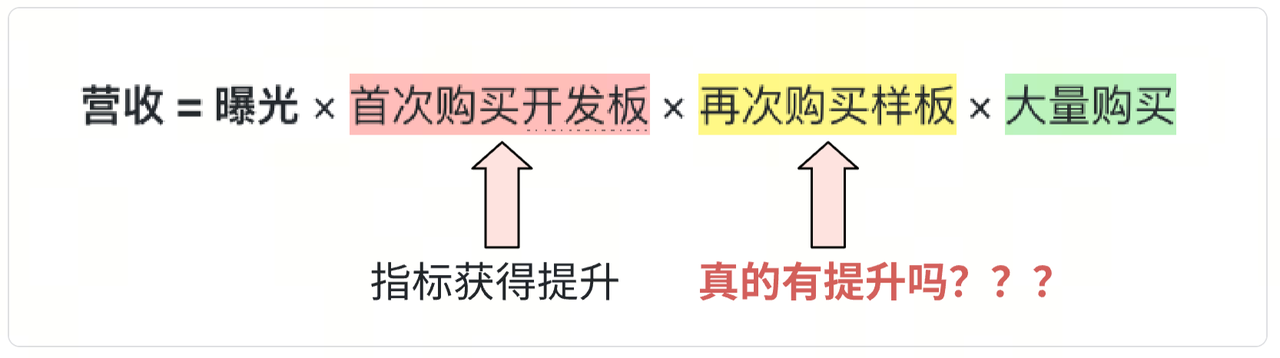 营收 = 曝光 × 首次购买开发板 × 再次购买样板 × 大量购买
指标获得提升 真的有提升吗？？？